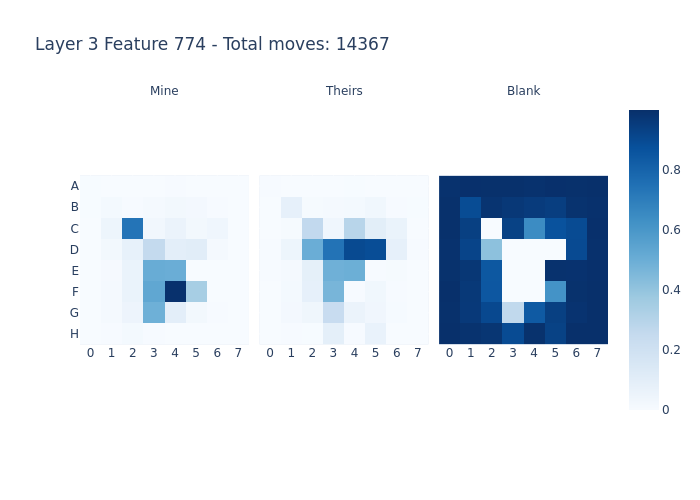 Layer 3 Feature 774 - Total moves: 14367
Mine
Theirs
Blank
A
B
C
D
E
F
G
H
0 1 2 3 4 5 6 7
0 1 2 3 4 5 6 7
0 1 2 3 4 5 6 7
0.8
0.6
0.4
0.2
0